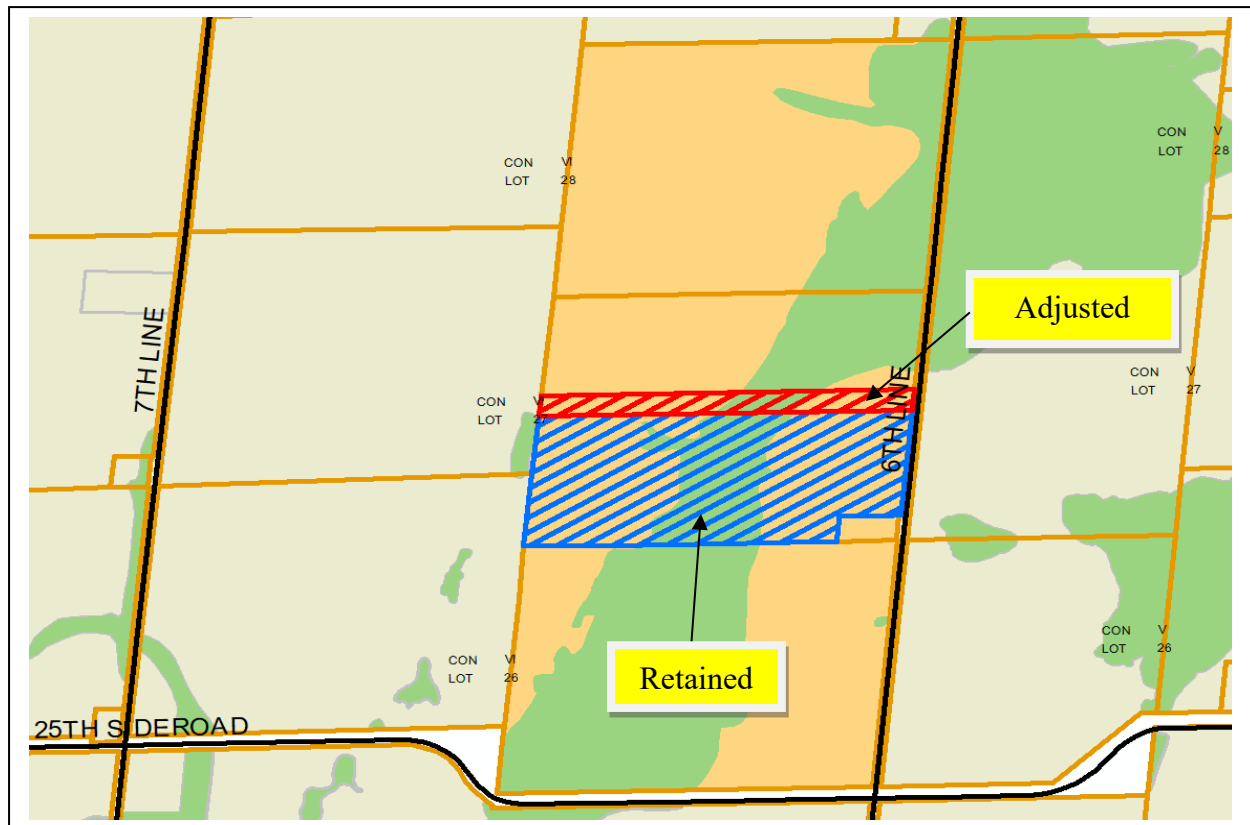 CON V
LOT 28
CON VI
LOT 28
Adjusted
7TH LINE
6TH LINE
CON V
LOT 27
CON VI
LOT 27
CON V
LOT 26
CON VI
LOT 26
Retained
25TH SIDEROAD